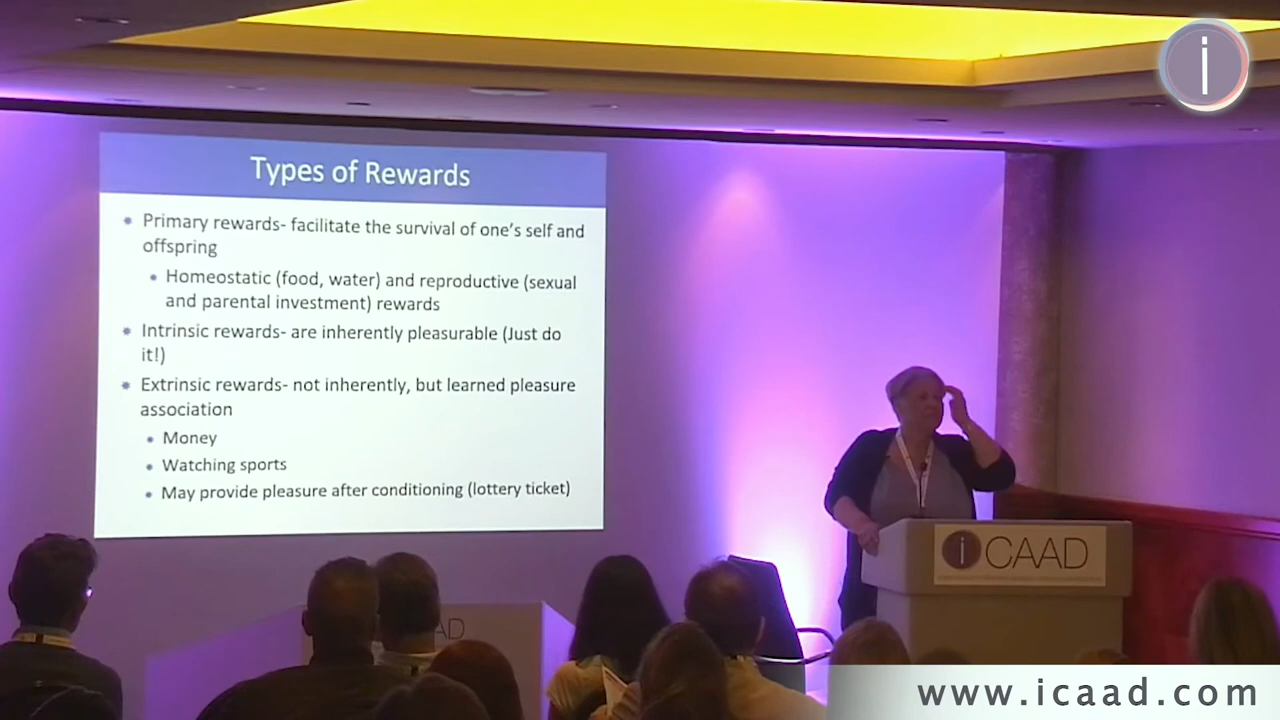 i
Types of Rewards
Primary rewards- facilitate the survival of one's self and
offspring
Homeostatic (food, water) and reproductive (sexual
and parental investment) rewards
Intrinsic rewards- are inherently pleasurable (Just do
it!)
Extrinsic rewards- not inherently, but learned pleasure
association
Money
Watching sports
May provide pleasure after conditioning (lottery ticket)
iCAAD
AD
www.icaad.com